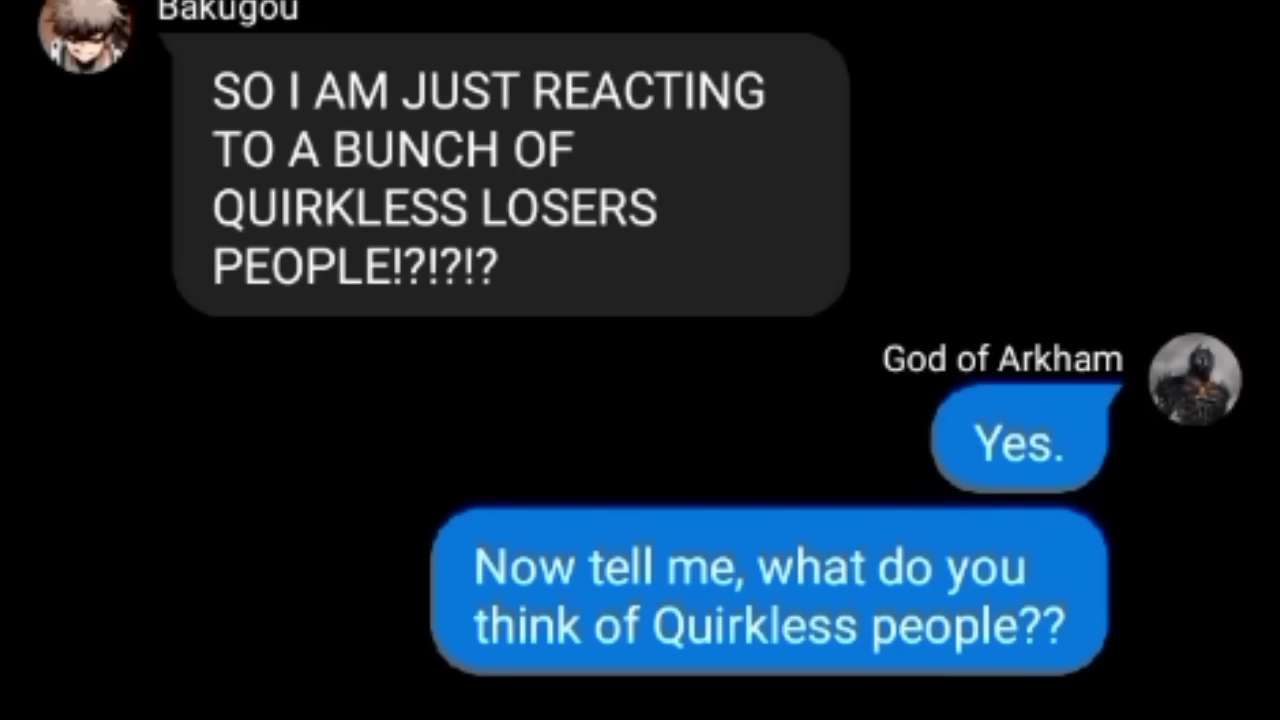 Bakugou
SO I AM JUST REACTING
TO A BUNCH OF
QUIRKLESS LOSERS
PEOPLE!?!?!?
God of Arkham
Yes.
Now tell me, what do you
think of Quirkless people??